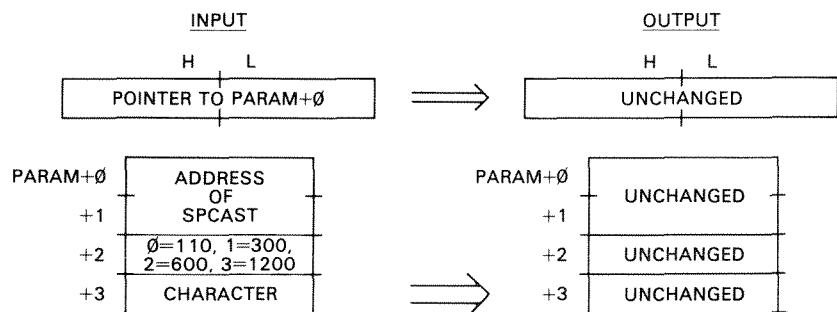 INPUT
OUTPUT
H L
H L
POINTER TO PARAM+Ø
UNCHANGED
PARAM+Ø
ADDRESS
OF
SPCAST
+1
+2
Ø=110, 1=300,
2=600, 3=1200
+3
CHARACTER
PARAM+Ø
UNCHANGED
+1
+2
UNCHANGED
+3
UNCHANGED